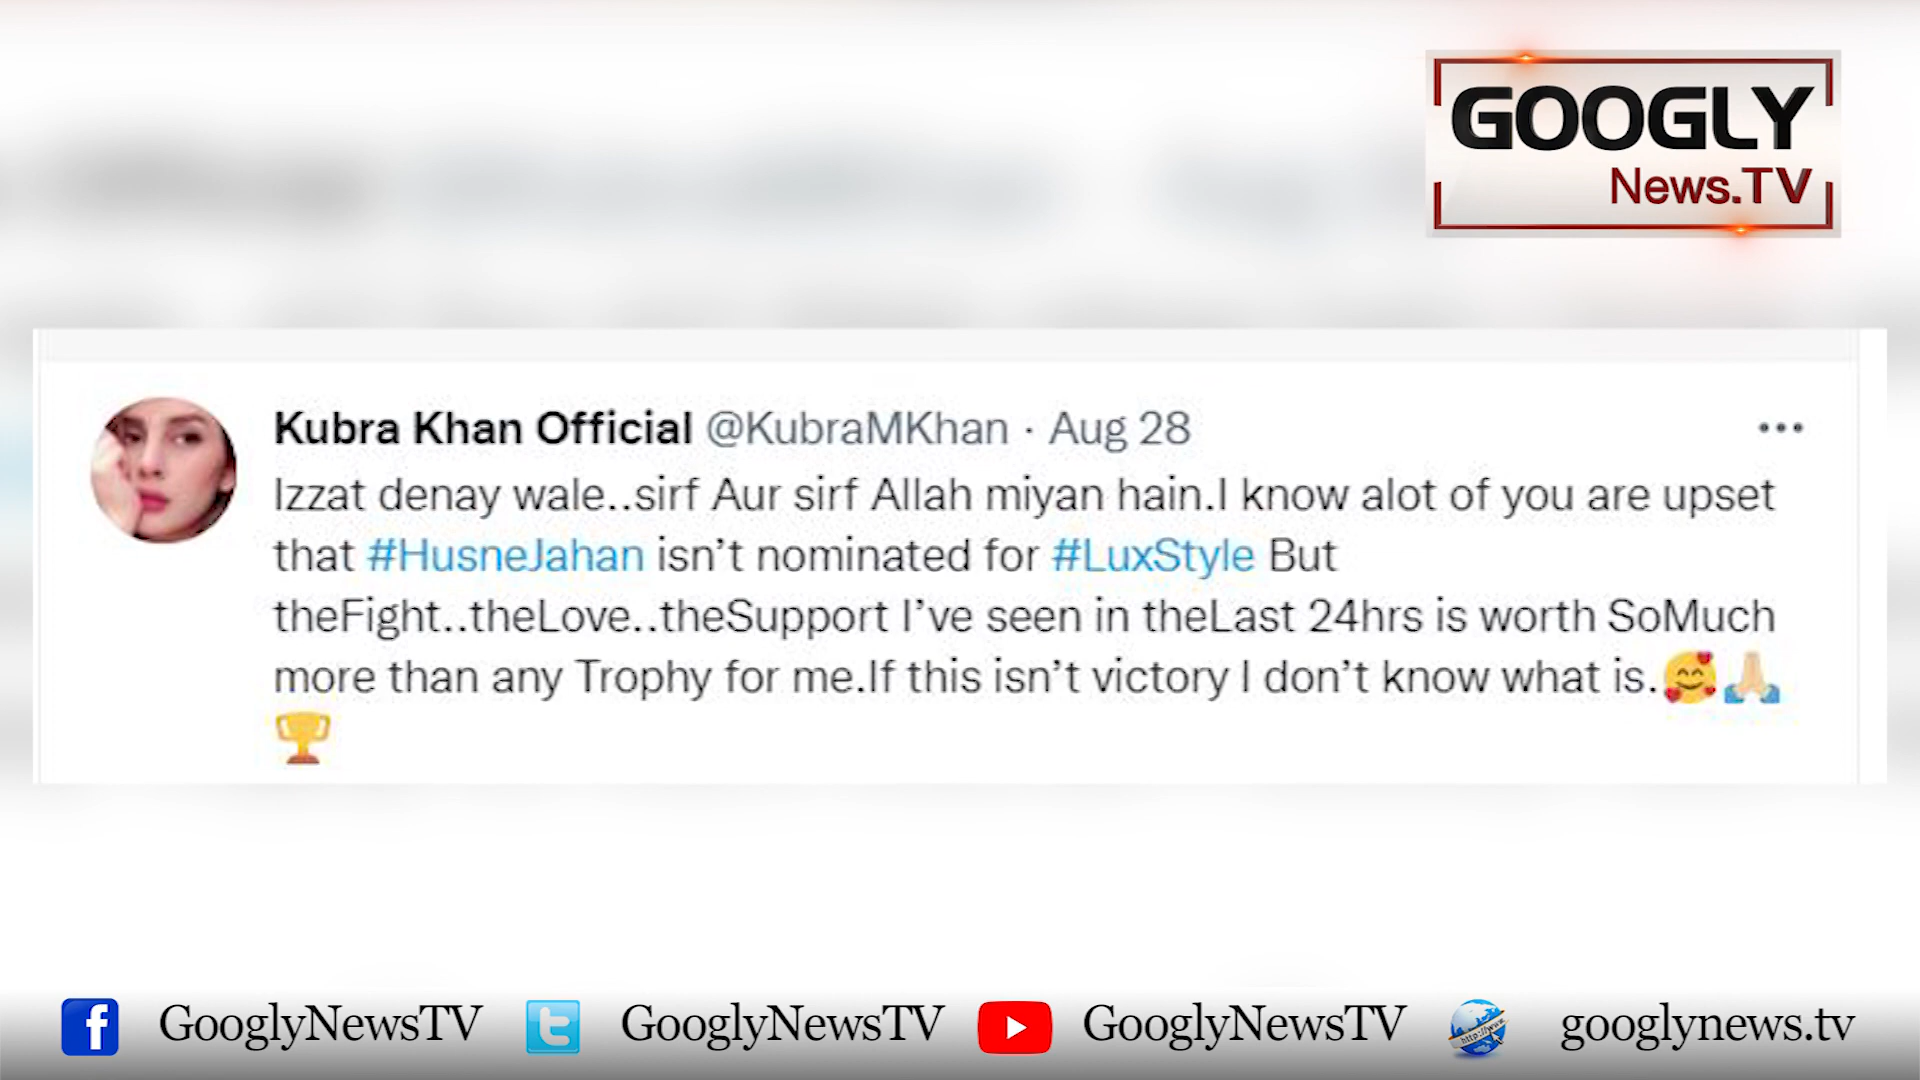 GOOGLY
News.TV
Kubra Khan Official @KubraMKhan · Aug 28
Izzat denay wale..sirf Aur sirf Allah miyan hain.I know alot of you are upset
that #HusneJahan isn’t nominated for #LuxStyle But
theFight..theLove..theSupport I’ve seen in theLast 24hrs is worth SoMuch
more than any Trophy for me.If this isn’t victory I don’t know what is.🥰🙏🏻
🏆
GooglyNewsTV GooglyNewsTV GooglyNewsTV googlynews.tv